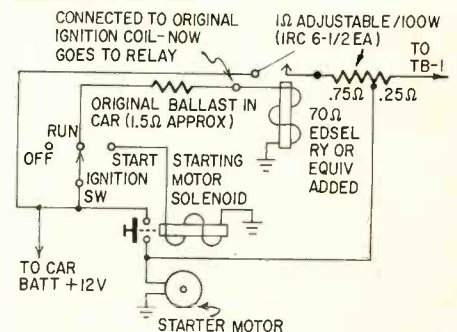 CONNECTED TO ORIGINAL
IGNITION COIL-NOW
GOES TO RELAY
1Ω ADJUSTABLE/100W
(IRC 6-1/2EA)
TO
TB-1
.75Ω .25Ω
ORIGINAL BALLAST IN
CAR (1.5Ω APPROX)
70Ω
EDSEL
RY OR
EQUIV
ADDED
RUN
OFF
START
IGNITION
SW
STARTING
MOTOR
SOLENOID
TO CAR
BATT +12V
STARTER MOTOR